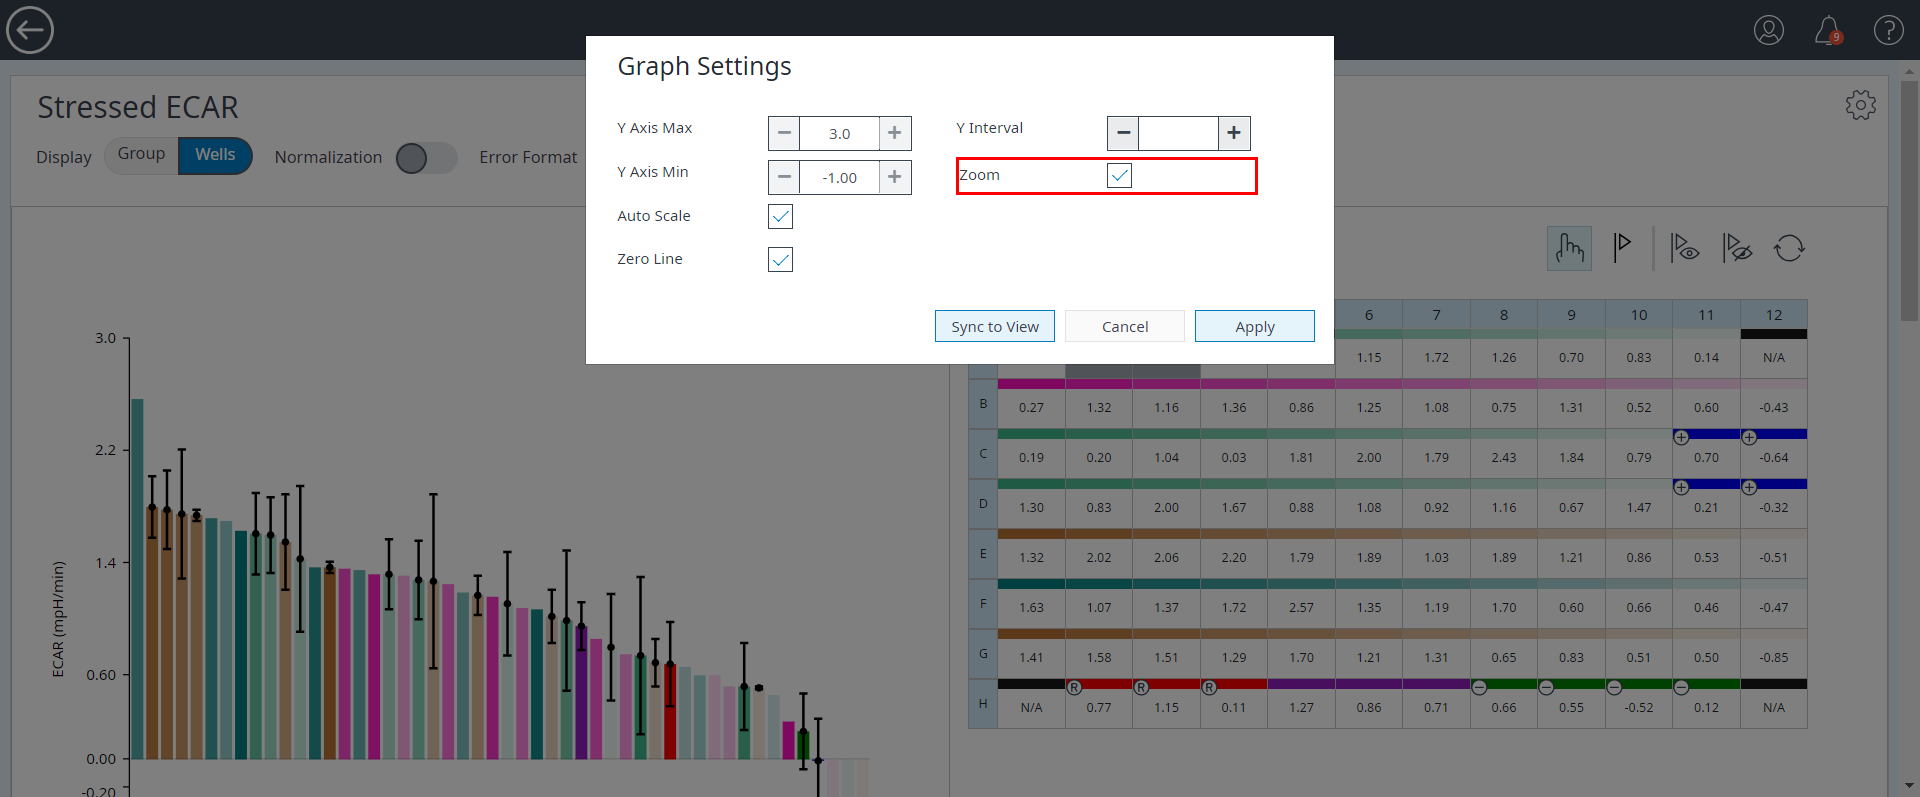 9
?
Graph Settings
Stressed ECAR
Y Axis Max − 3.0 + Y Interval − +
Display Group Wells Normalization Error Format
Y Axis Min − -1.00 + Zoom
Auto Scale
Zero Line
Sync to View Cancel Apply
6 7 8 9 10 11 12
1.15 1.72 1.26 0.70 0.83 0.14 N/A
B 0.27 1.32 1.16 1.36 0.86 1.25 1.08 0.75 1.31 0.52 0.60 -0.43
+ +
C 0.19 0.20 1.04 0.03 1.81 2.00 1.79 2.43 1.84 0.79 0.70 -0.64
+ +
D 1.30 0.83 2.00 1.67 0.88 1.08 0.92 1.16 0.67 1.47 0.21 -0.32
E 1.32 2.02 2.06 2.20 1.79 1.89 1.03 1.89 1.21 0.86 0.53 -0.51
F 1.63 1.07 1.37 1.72 2.57 1.35 1.19 1.70 0.60 0.66 0.46 -0.47
G 1.41 1.58 1.51 1.29 1.70 1.21 1.31 0.65 0.83 0.51 0.50 -0.85
R R R − − − −
H N/A 0.77 1.15 0.11 1.27 0.86 0.71 0.66 0.55 -0.52 0.12 N/A
ECAR (mpH/min)
3.0
2.2
1.4
0.60
0.00
-0.20